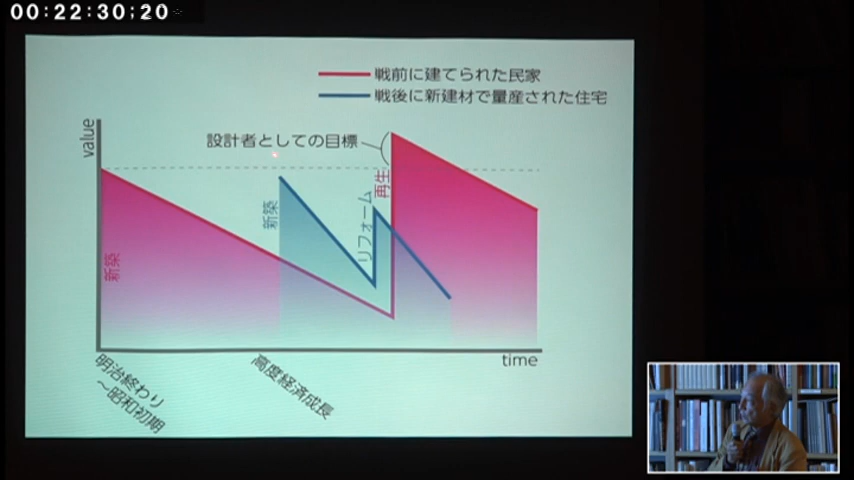 00:22:30;20
戦前に建てられた民家
戦後に新建材で量産された住宅
value
設計者としての目標
新築
新築
リフォーム
再生
time
明治終わり
～昭和初期
高度経済成長